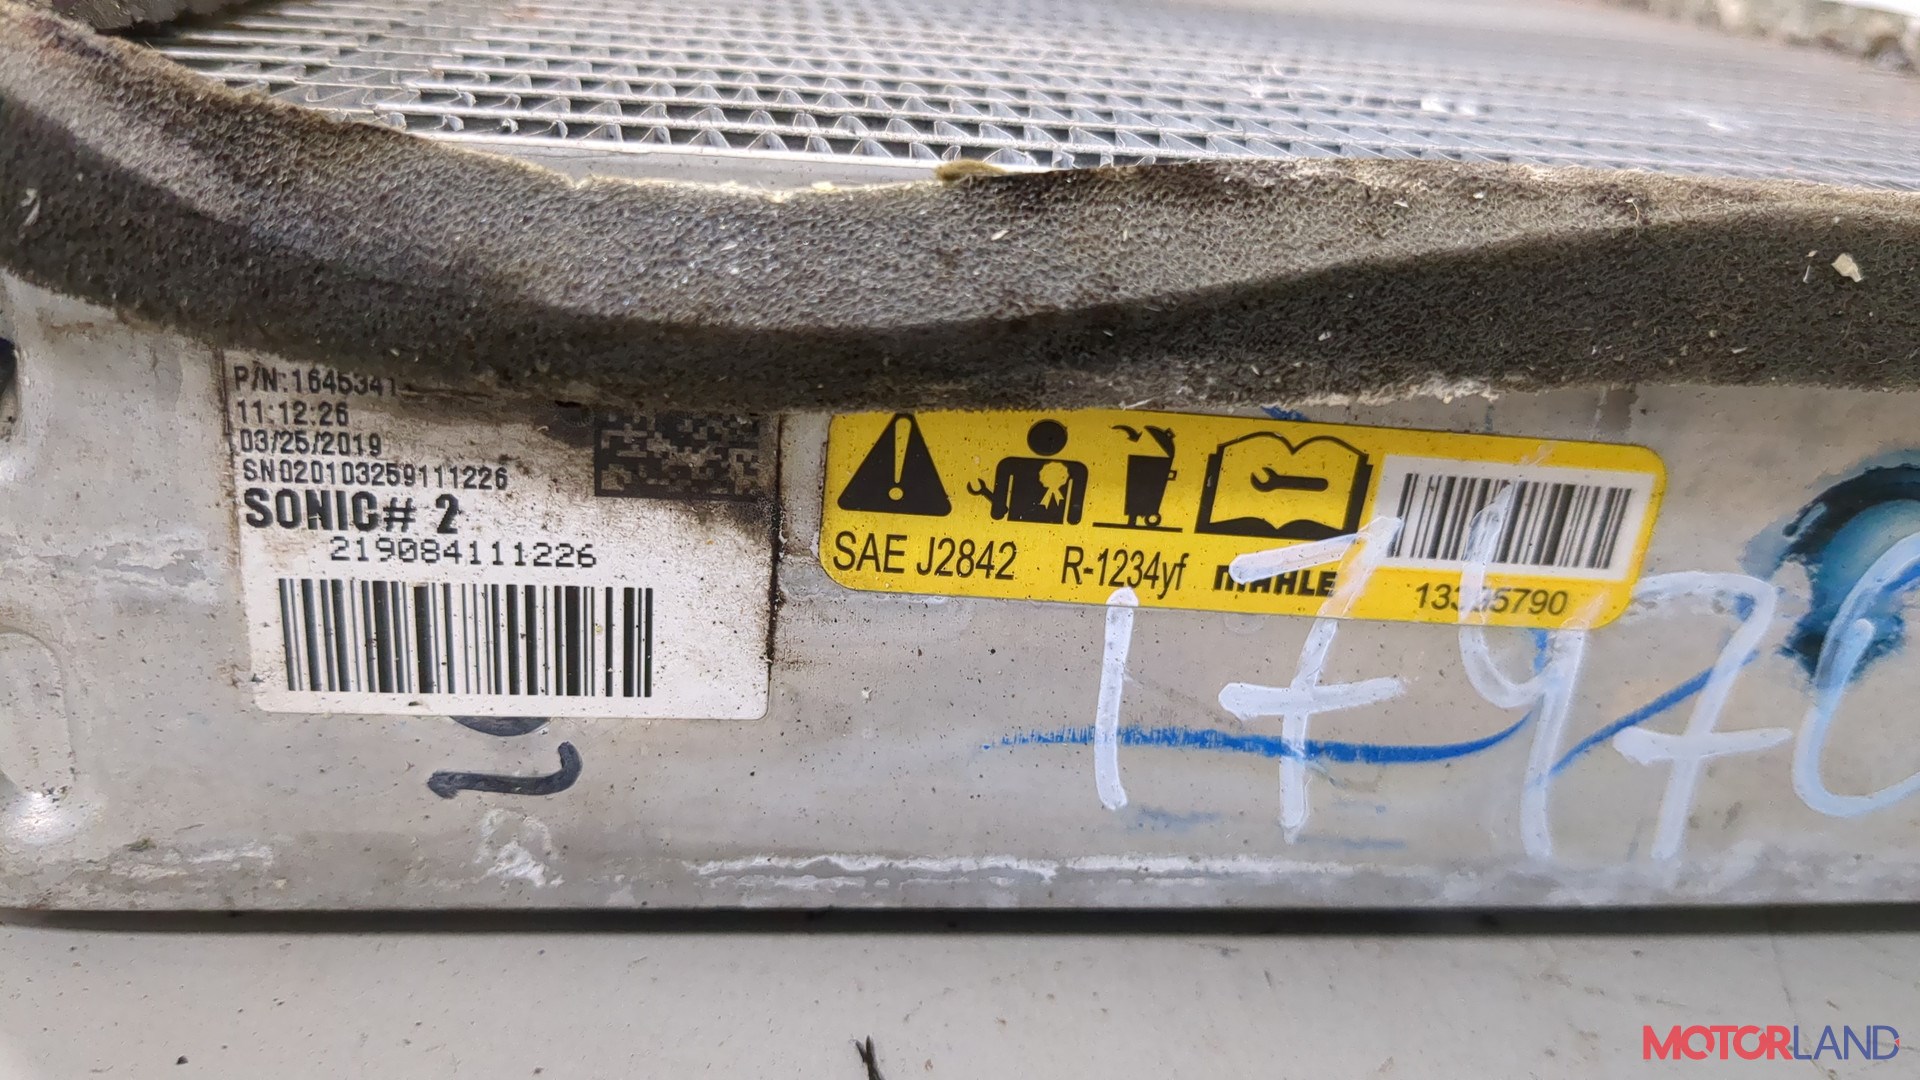 P/N:1645341
11:12:26
03/25/2019
SN020103259111226
SONIC# 2
219084111226
SAE J2842 R-1234yf MAHLE
MOTORLAND